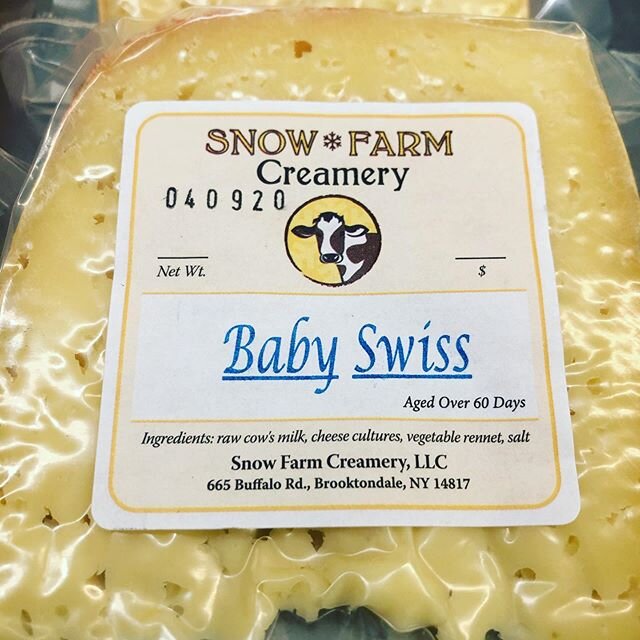 SNOW FARM
Creamery
040920
Net Wt.
$
Baby Swiss
Aged Over 60 Days
Ingredients: raw cow's milk, cheese cultures, vegetable rennet, salt
Snow Farm Creamery, LLC
665 Buffalo Rd., Brooktondale, NY 14817